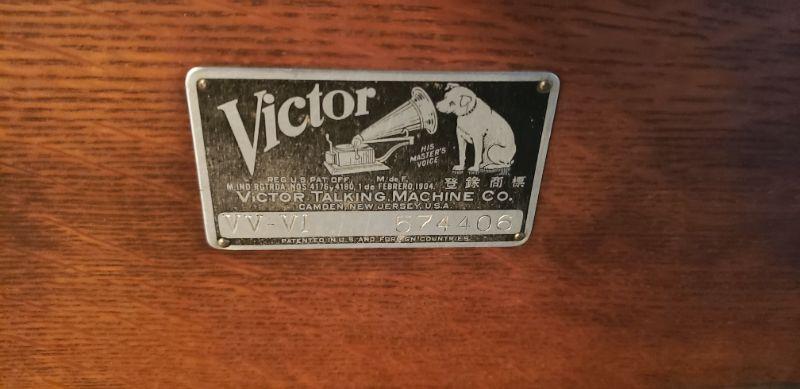 Victor
HIS
MASTER'S
VOICE
REG. U.S. PAT. OFF. M. de F.
M. IND. RGTRDA. NOS. 4176 y 4180, 1 de FEBRERO, 1904. 登錄商標
VICTOR TALKING MACHINE CO.
CAMDEN, NEW JERSEY, U.S.A.
VV-VI 574406
PATENTED IN U.S. AND FOREIGN COUNTRIES